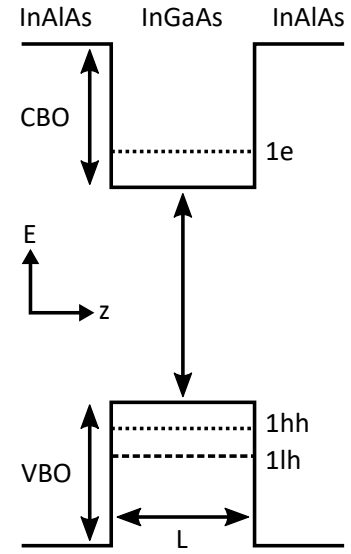 InAlAs InGaAs InAlAs
CBO
1e
E
z
1hh
1lh
VBO
L